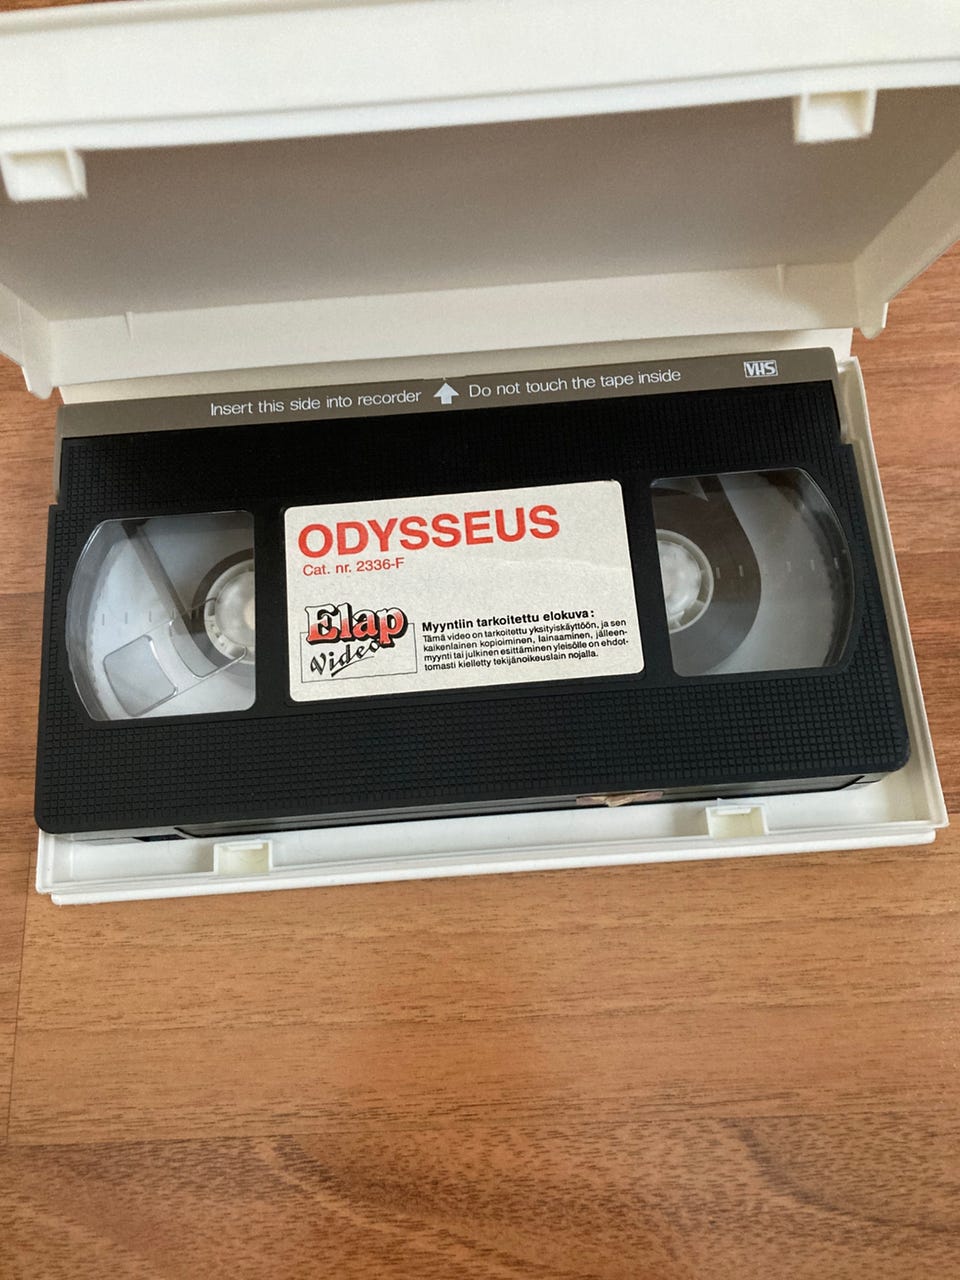 Insert this side into recorder Do not touch the tape inside VHS
ODYSSEUS
Cat. nr. 2336-F
Elap
Video
Myyntiin tarkoitettu elokuva:
Tämä video on tarkoitettu yksityiskäyttöön, ja sen
kaikenlainen kopioiminen, lainaaminen, jälleen-
myynti tai julkinen esittäminen yleisölle on ehdot-
tomasti kielletty tekijänoikeuslain nojalla.